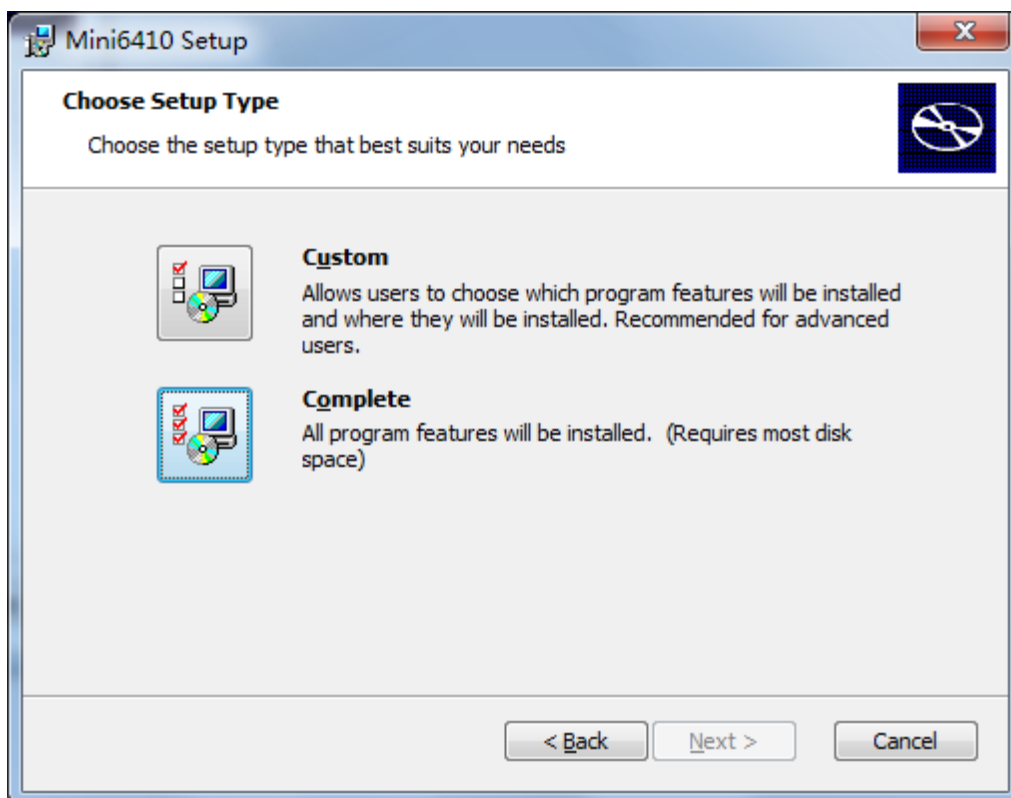 Mini6410 Setup
Choose Setup Type
Choose the setup type that best suits your needs
Custom
Allows users to choose which program features will be installed
and where they will be installed. Recommended for advanced
users.
Complete
All program features will be installed.  (Requires most disk
space)
< Back
Next >
Cancel